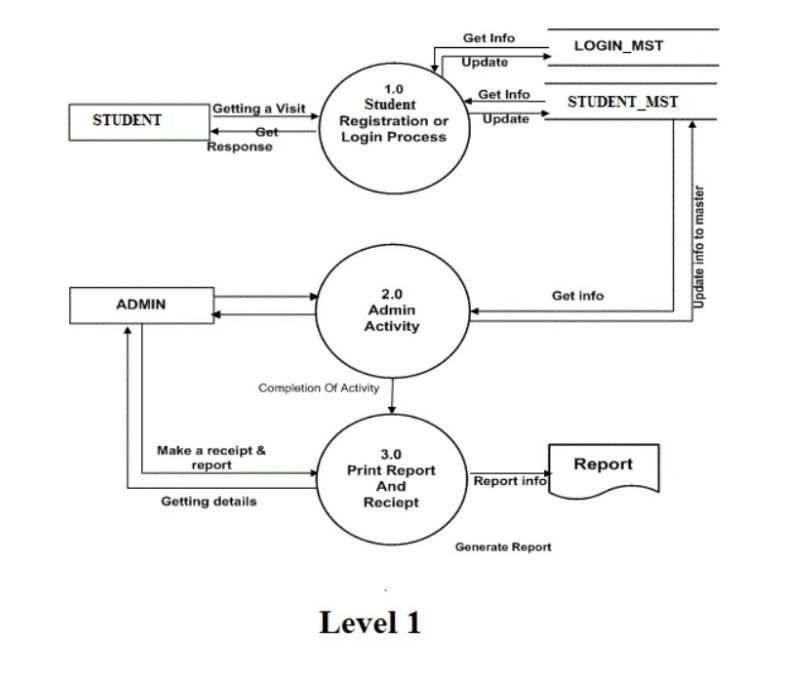 Get Info
LOGIN_MST
Update
1.0
Student
Registration or
Login Process
Get Info
STUDENT_MST
Update
STUDENT
Getting a Visit
Get
Response
Update info to master
2.0
Admin
Activity
ADMIN
Get info
Completion Of Activity
3.0
Print Report
And
Reciept
Make a receipt &
report
Getting details
Report info
Report
Generate Report
Level 1